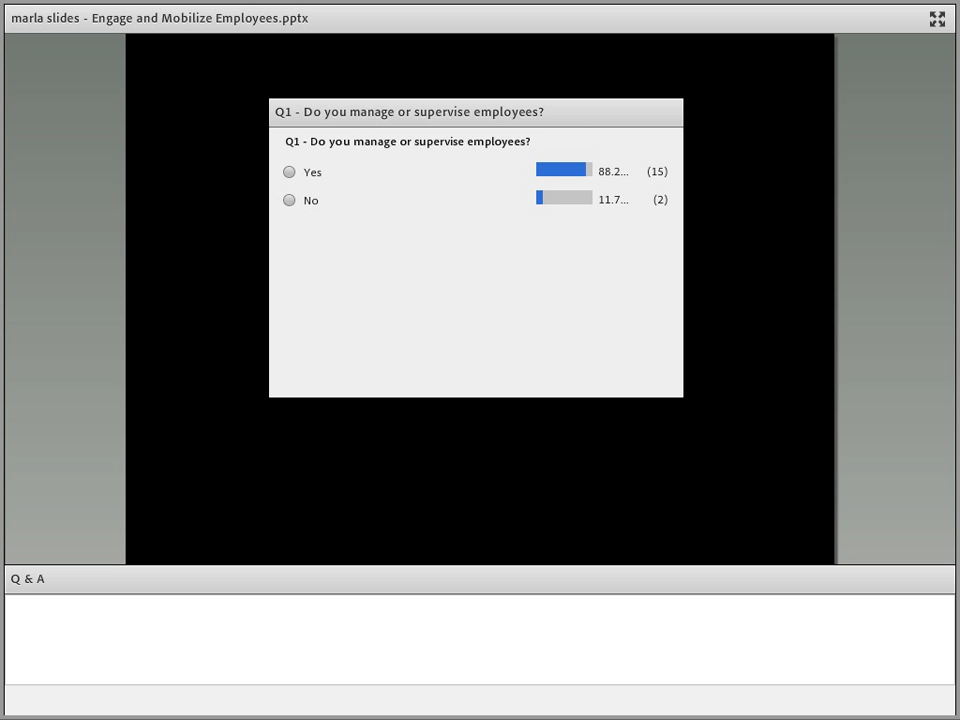 marla slides - Engage and Mobilize Employees.pptx
Q1 - Do you manage or supervise employees?
Q1 - Do you manage or supervise employees?
Yes 88.2... (15)
No 11.7... (2)
Q & A